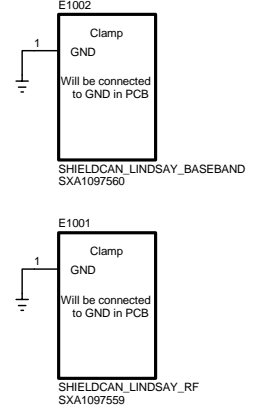 E1002
Clamp
1
GND
Will be connected
to GND in PCB
SHIELDCAN_LINDSAY_BASEBAND
SXA1097560
E1001
Clamp
1
GND
Will be connected
to GND in PCB
SHIELDCAN_LINDSAY_RF
SXA1097559